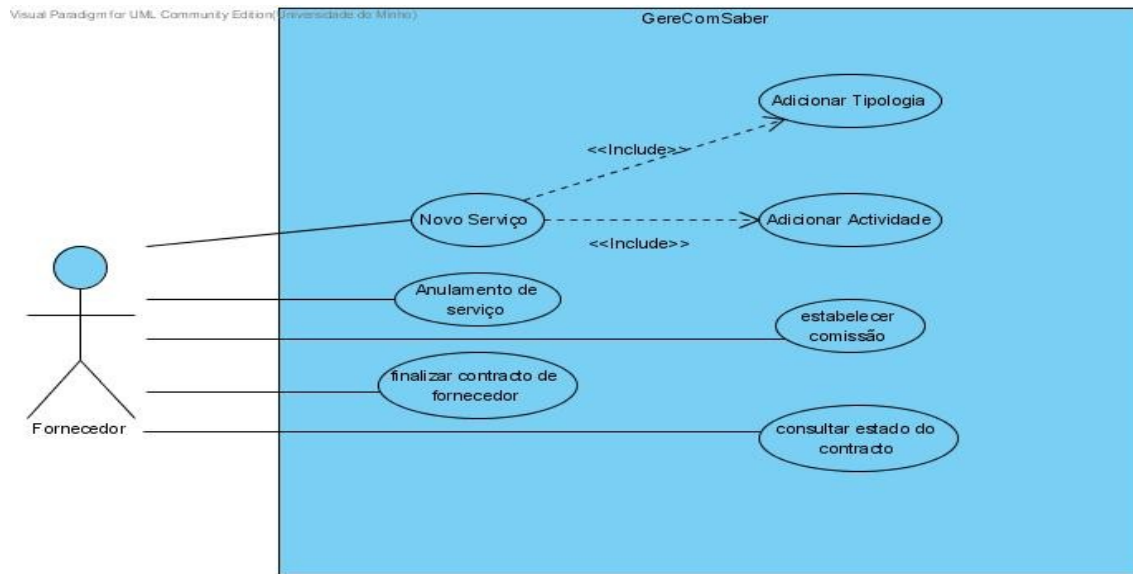 Visual Paradigm for UML Community Edition(Universidade do Minho)
GereComSaber
Adicionar Tipologia
<<Include>>
Novo Serviço
Adicionar Actividade
<<Include>>
Anulamento de
serviço
estabelecer
comissão
finalizar contracto de
fornecedor
Fornecedor
consultar estado do
contracto